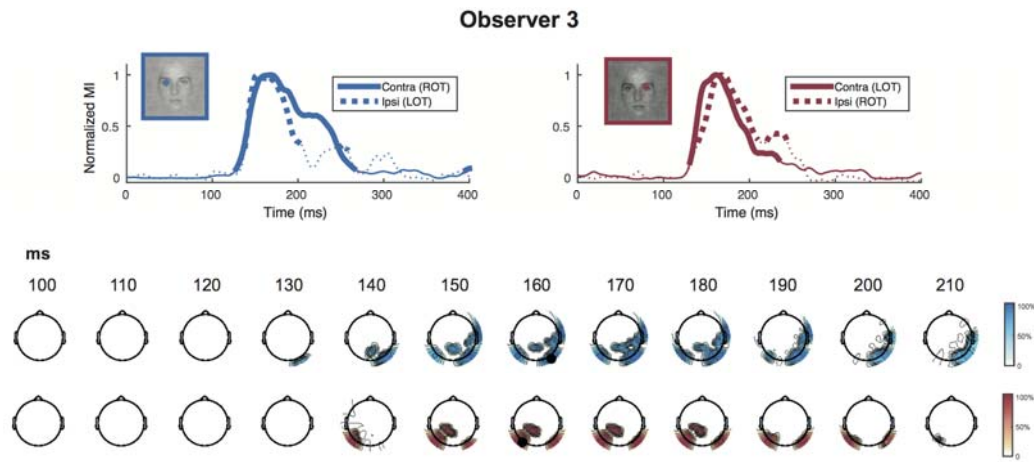 Observer 3
Normalized MI
1
0.5
0
Contra (ROT)
Ipsi (LOT)
0 100 200 300 400
Time (ms)
1
0.5
0
Contra (LOT)
Ipsi (ROT)
0 100 200 300 400
Time (ms)
ms
100 110 120 130 140 150 160 170 180 190 200 210
100%
50%
0%
100%
50%
0%